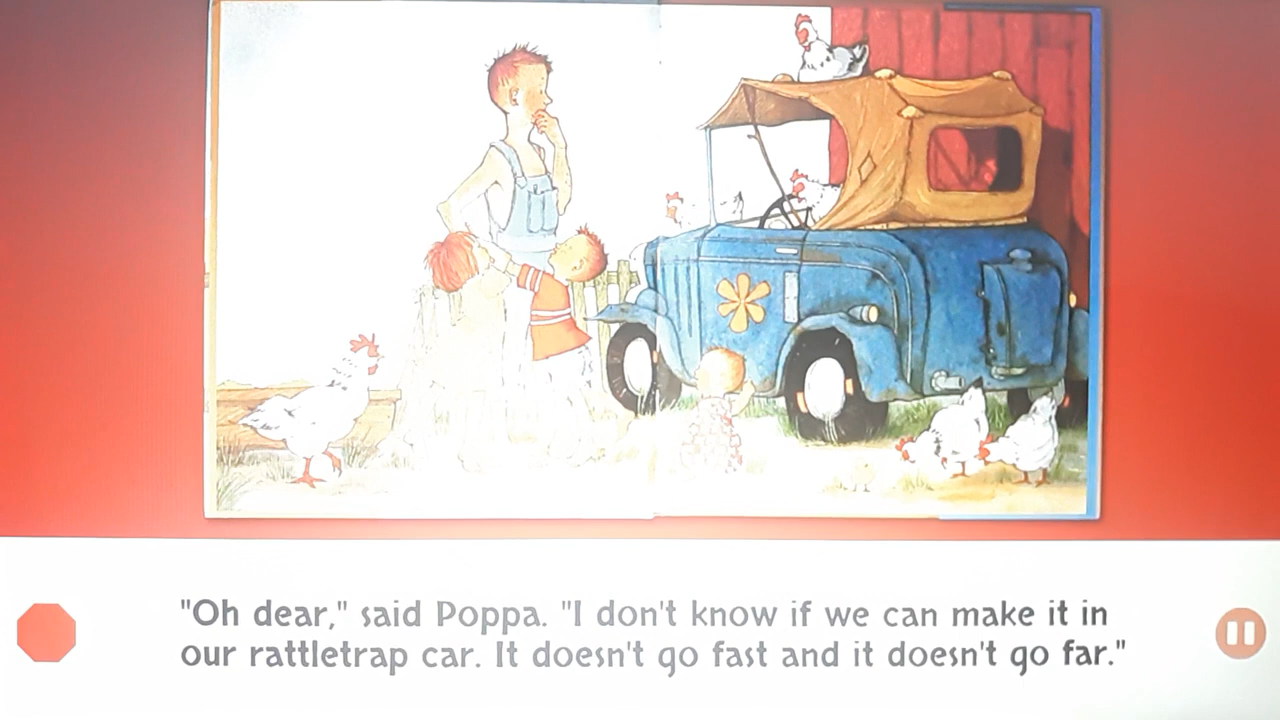 "Oh dear," said Poppa. "I don't know if we can make it in
our rattletrap car. It doesn't go fast and it doesn't go far."